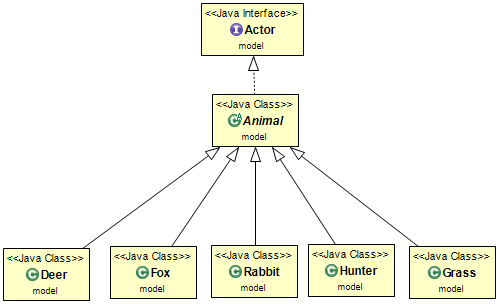 <<Java Interface>>
Actor
model
<<Java Class>>
Animal
model
<<Java Class>>
Deer
model
<<Java Class>>
Fox
model
<<Java Class>>
Rabbit
model
<<Java Class>>
Hunter
model
<<Java Class>>
Grass
model